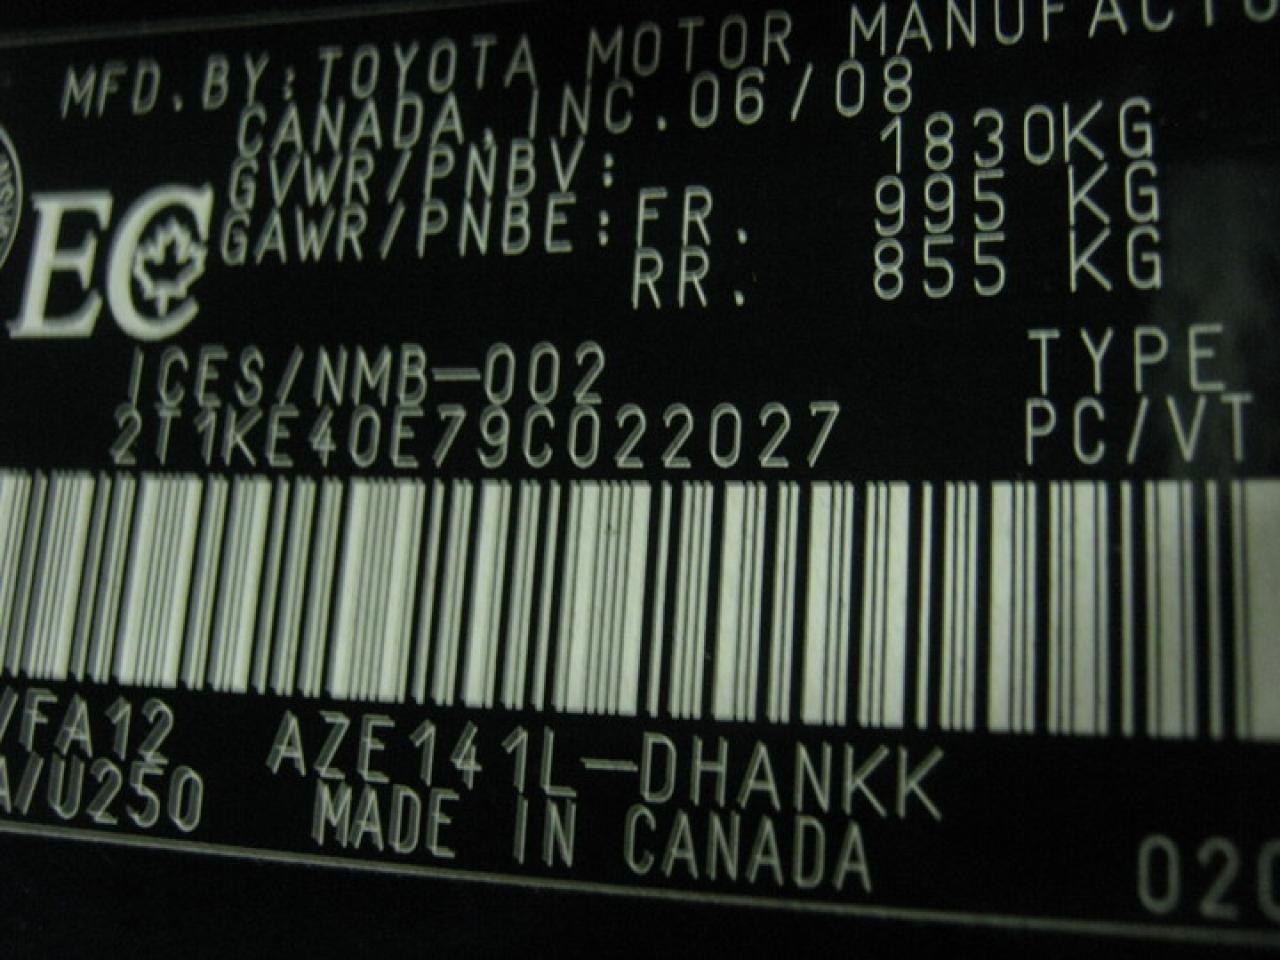 MFD.BY:TOYOTA MOTOR MANUFACTU
CANADA, INC.06/08
GVWR/PNBV: 1830KG
GAWR/PNBE:FR. 995 KG
RR. 855 KG
EC
ICES/NMB-002 TYPE
2T1KE40E79C022027 PC/VT
/FA12 AZE141L-DHANKK
A/U250 MADE IN CANADA
020